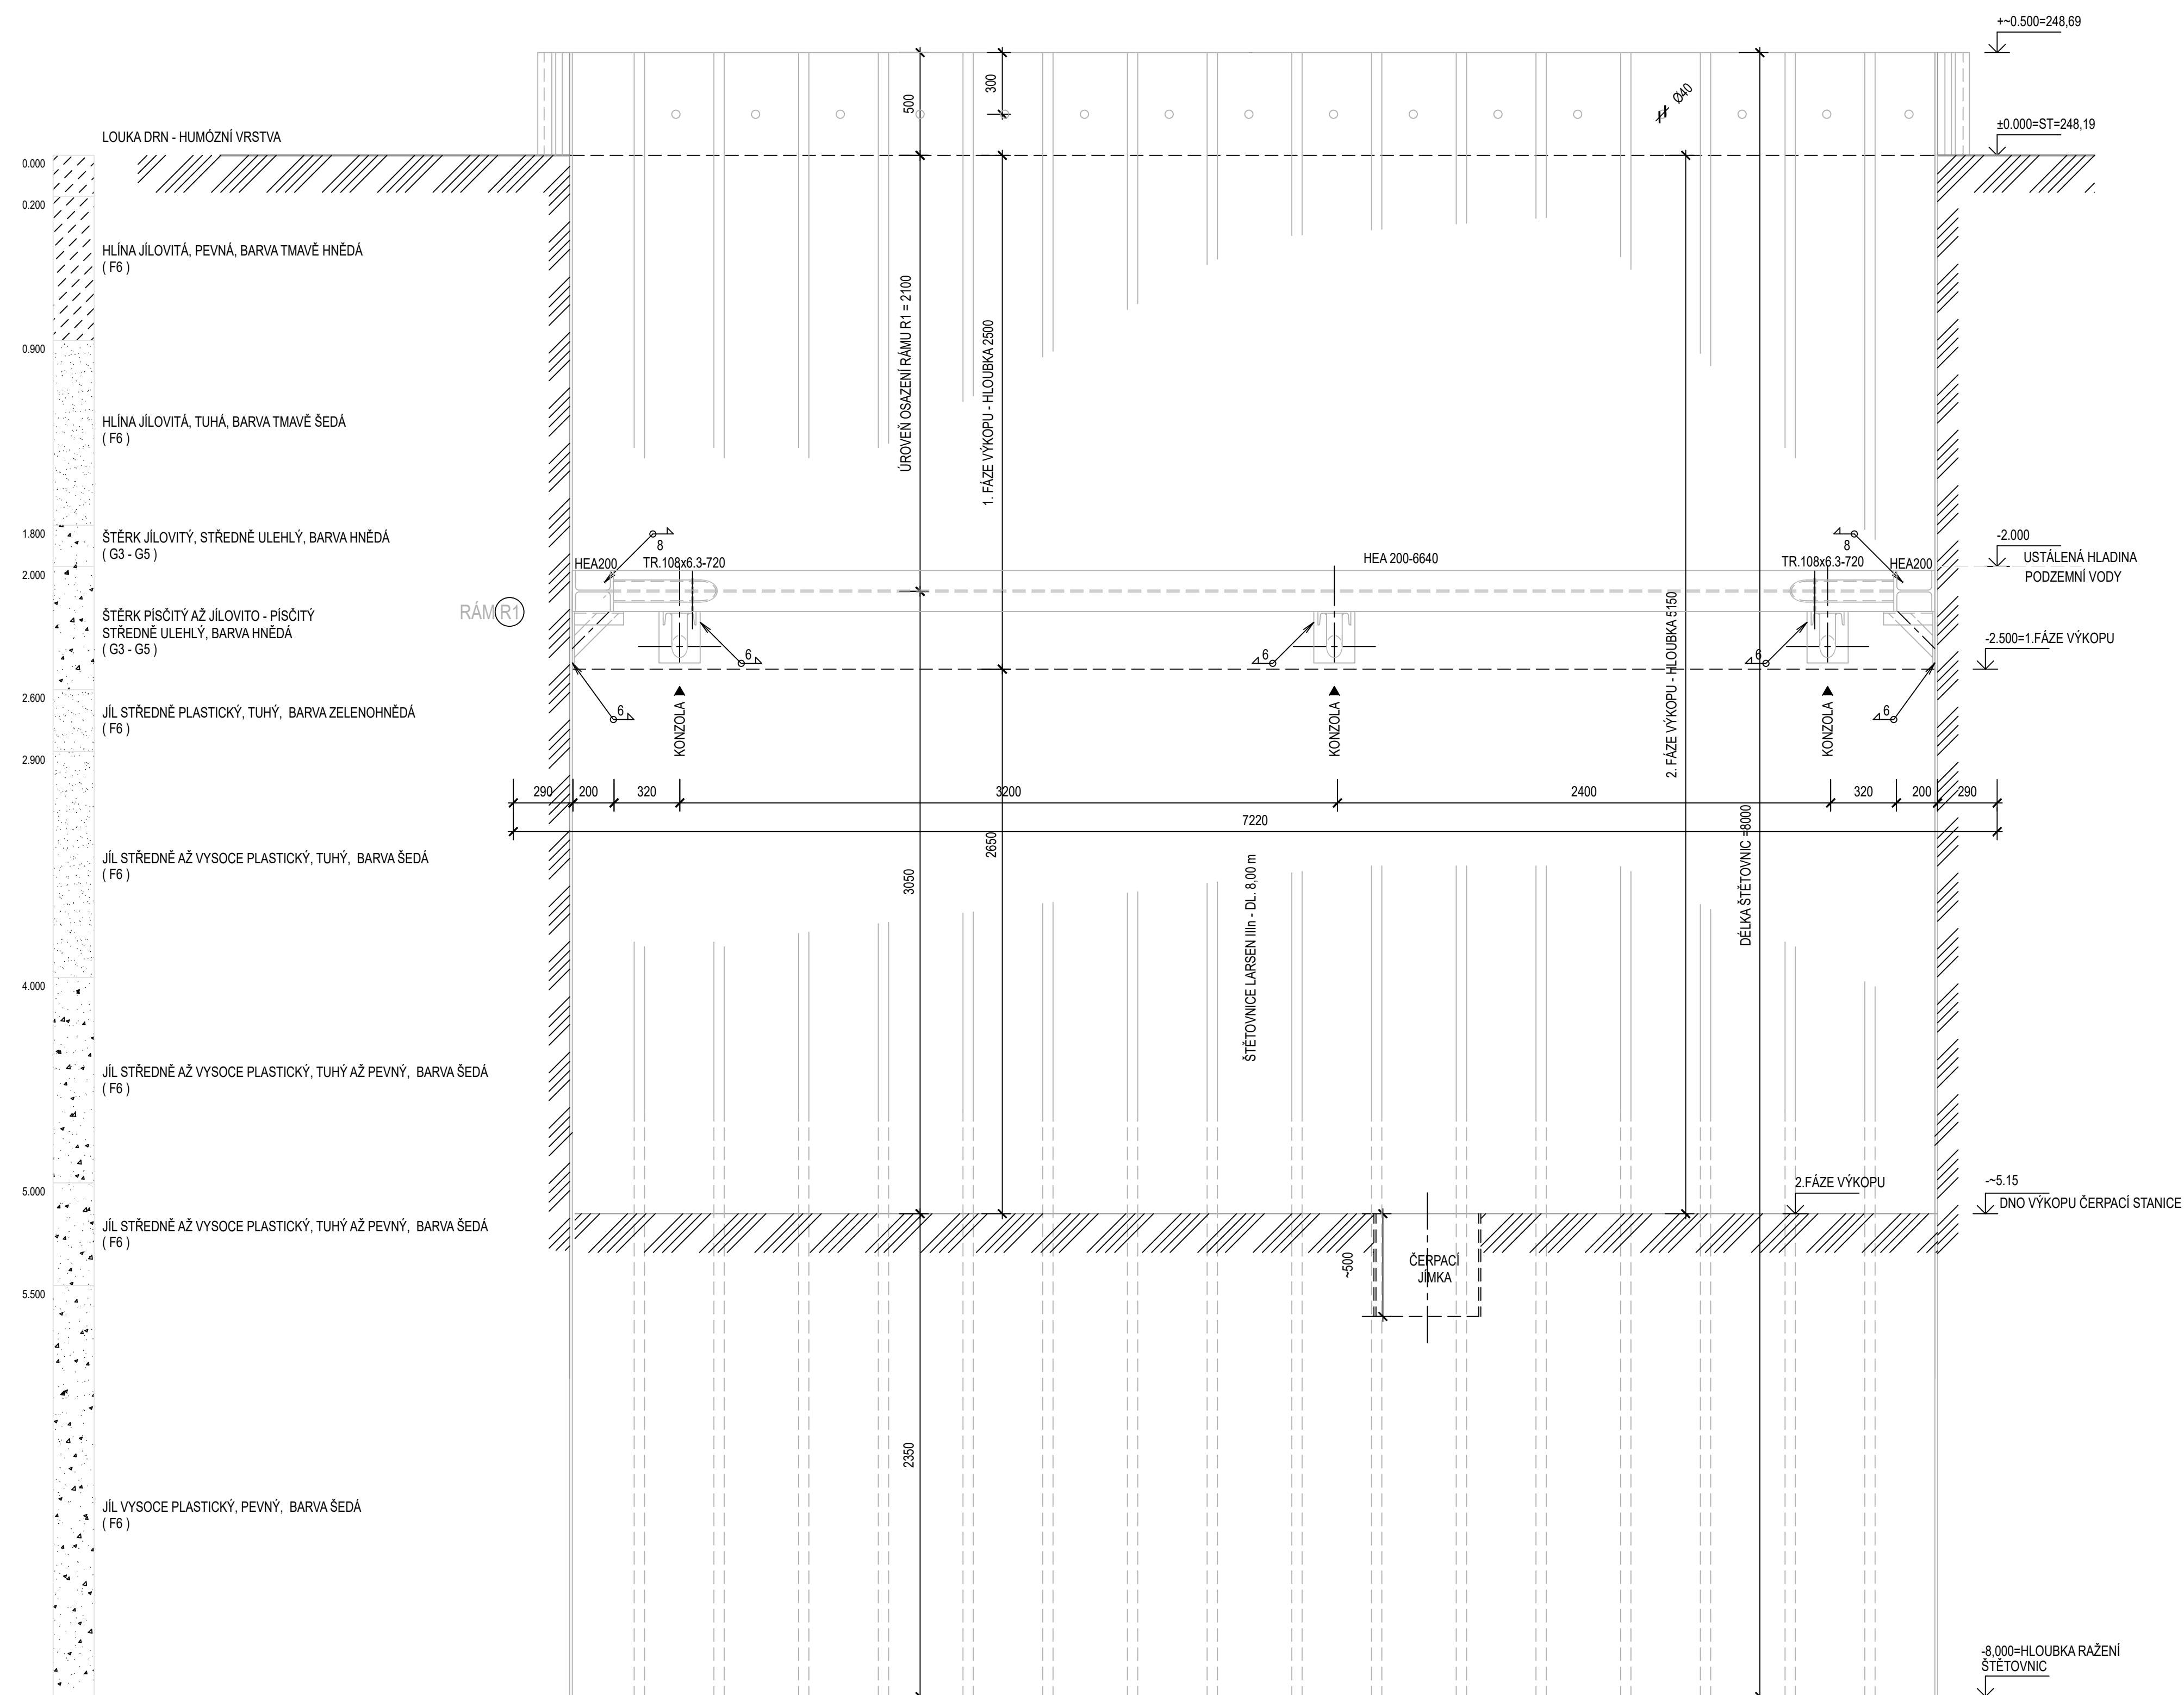 +~0.500=248,69
300
500
Ø40
±0.000=ST=248,19
LOUKA DRN - HUMÓZNÍ VRSTVA
0.000
0.200
HLÍNA JÍLOVITÁ, PEVNÁ, BARVA TMAVĚ HNĚDÁ
( F6 )
0.900
HLÍNA JÍLOVITÁ, TUHÁ, BARVA TMAVĚ ŠEDÁ
( F6 )
ÚROVEŇ OSAZENÍ RÁMU R1 = 2100
1. FÁZE VÝKOPU - HLOUBKA 2500
1.800
ŠTĚRK JÍLOVITÝ, STŘEDNĚ ULEHLÝ, BARVA HNĚDÁ
( G3 - G5 )
2.000
8
HEA200
TR.108x6.3-720
HEA 200-6640
8
TR.108x6.3-720
HEA200
-2.000
USTÁLENÁ HLADINA
PODZEMNÍ VODY
RÁM R1
ŠTĚRK PÍSČITÝ AŽ JÍLOVITO - PÍSČITÝ
STŘEDNĚ ULEHLÝ, BARVA HNĚDÁ
( G3 - G5 )
-2.500=1.FÁZE VÝKOPU
6
6
6
6
6
2.600
JÍL STŘEDNĚ PLASTICKÝ, TUHÝ, BARVA ZELENOHNĚDÁ
( F6 )
KONZOLA
KONZOLA
KONZOLA
2. FÁZE VÝKOPU - HLOUBKA 5150
2.900
290
200
320
3200
2400
320
200
290
7220
JÍL STŘEDNĚ AŽ VYSOCE PLASTICKÝ, TUHÝ, BARVA ŠEDÁ
( F6 )
3050
2650
ŠTĚTOVNICE LARSEN IIIn - DL. 8,00 m
DÉLKA ŠTĚTOVNIC =8000
4.000
JÍL STŘEDNĚ AŽ VYSOCE PLASTICKÝ, TUHÝ AŽ PEVNÝ, BARVA ŠEDÁ
( F6 )
5.000
2.FÁZE VÝKOPU
-~5.15
DNO VÝKOPU ČERPACÍ STANICE
JÍL STŘEDNĚ AŽ VYSOCE PLASTICKÝ, TUHÝ AŽ PEVNÝ, BARVA ŠEDÁ
( F6 )
~500
ČERPACÍ
JÍMKA
5.500
2350
JÍL VYSOCE PLASTICKÝ, PEVNÝ, BARVA ŠEDÁ
( F6 )
-8,000=HLOUBKA RAŽENÍ
ŠTĚTOVNIC